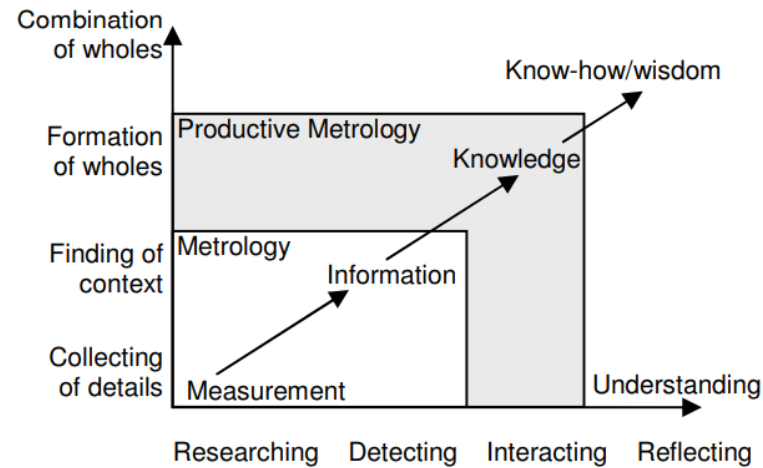 Combination
of wholes
Know-how/wisdom
Productive Metrology
Formation
of wholes
Knowledge
Metrology
Finding of
context
Information
Collecting
of details
Measurement
Understanding
Researching Detecting Interacting Reflecting